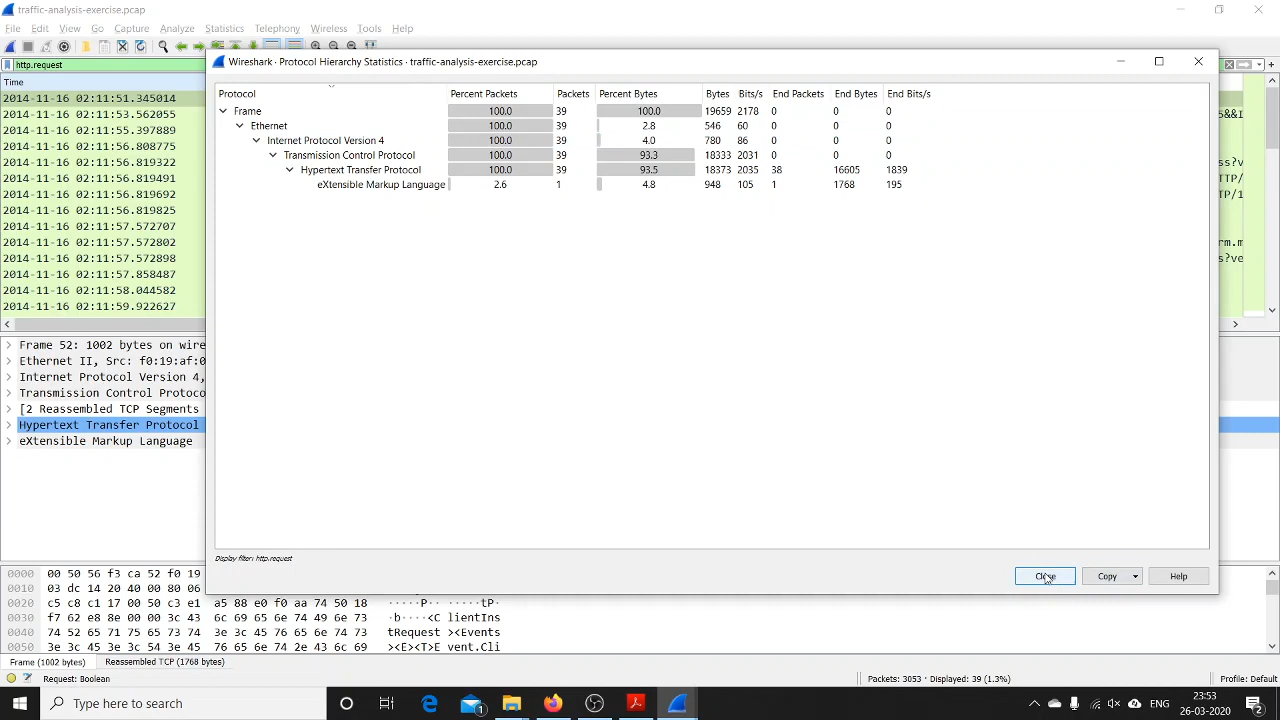 traffic-analysis-exercise.pcap
File Edit View Go Capture Analyze Statistics Telephony Wireless Tools Help
http.request
Wireshark · Protocol Hierarchy Statistics · traffic-analysis-exercise.pcap
Time
2014-11-16 02:11:51.345014
2014-11-16 02:11:53.562055
2014-11-16 02:11:55.397889
2014-11-16 02:11:56.808775
2014-11-16 02:11:56.819322
2014-11-16 02:11:56.819491
2014-11-16 02:11:56.819692
2014-11-16 02:11:56.819825
2014-11-16 02:11:57.572707
2014-11-16 02:11:57.572802
2014-11-16 02:11:57.572898
2014-11-16 02:11:57.858487
2014-11-16 02:11:58.044582
2014-11-16 02:11:59.922627
Protocol Percent Packets Packets Percent Bytes Bytes Bits/s End Packets End Bytes End Bits/s
Frame 100.0 39 100.0 19659 2178 0 0 0
Ethernet 100.0 39 2.8 546 60 0 0 0
Internet Protocol Version 4 100.0 39 4.0 780 86 0 0 0
Transmission Control Protocol 100.0 39 93.3 18333 2031 0 0 0
Hypertext Transfer Protocol 100.0 39 93.5 18373 2035 38 16605 1839
eXtensible Markup Language 2.6 1 4.8 948 105 1 1768 195
5&&I
ss?v
TP/
TP/1
rm.m
s?ve
Frame 52: 1002 bytes on wire
Ethernet II, Src: f0:19:af:0
Internet Protocol Version 4,
Transmission Control Protoco
[2 Reassembled TCP Segments
Hypertext Transfer Protocol
eXtensible Markup Language
Display filter: http.request
Close Copy Help
0000 00 50 56 f3 ca 52 f0 19
0010 03 dc 14 20 40 00 80 06
0020 c5 c8 c1 17 00 50 c3 e1 a5 88 e0 f0 aa 74 50 18 ·····P·· ·····tP·
0030 f7 62 e8 8e 00 00 3c 43 6c 69 65 6e 74 49 6e 73 ·b····<C lientIns
0040 74 52 65 71 75 65 73 74 3e 3c 45 76 65 6e 74 73 tRequest ><Events
0050 3e 3c 45 3e 3c 54 3e 45 76 65 6e 74 2e 43 6c 69 ><E><T>E vent.Cli
Frame (1002 bytes) Reassembled TCP (1768 bytes)
Request: Boolean Packets: 3053 · Displayed: 39 (1.3%) Profile: Default
Type here to search
1
ENG
23:53
26-03-2020
2